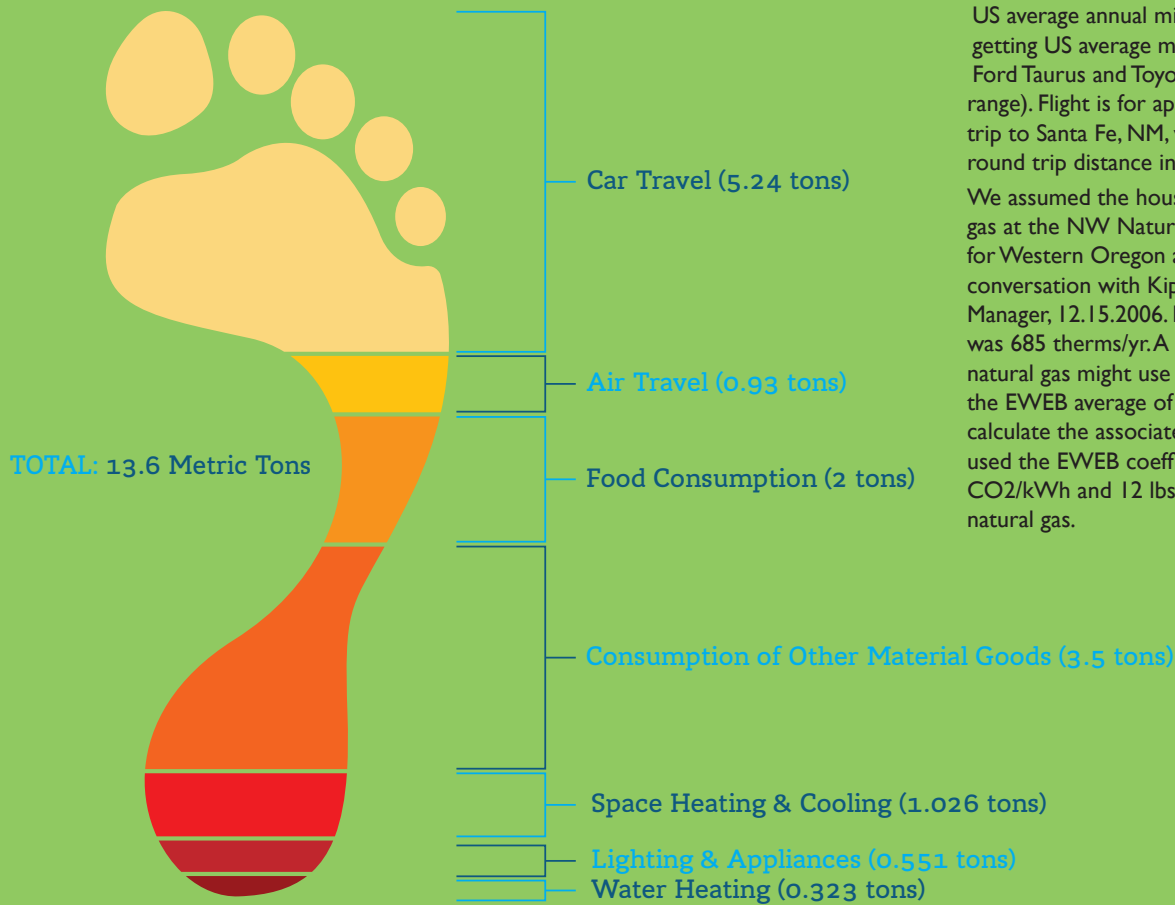 US average annual mi
getting US average m
Ford Taurus and Toyo
range). Flight is for ap
trip to Santa Fe, NM,
round trip distance in
We assumed the hous
gas at the NW Natur
for Western Oregon a
conversation with Kip
Manager, 12.15.2006.
was 685 therms/yr. A
natural gas might use
the EWEB average of
calculate the associate
used the EWEB coeff
CO2/kWh and 12 lbs
natural gas.
Car Travel (5.24 tons)
Air Travel (0.93 tons)
TOTAL: 13.6 Metric Tons
Food Consumption (2 tons)
Consumption of Other Material Goods (3.5 tons)
Space Heating & Cooling (1.026 tons)
Lighting & Appliances (0.551 tons)
Water Heating (0.323 tons)